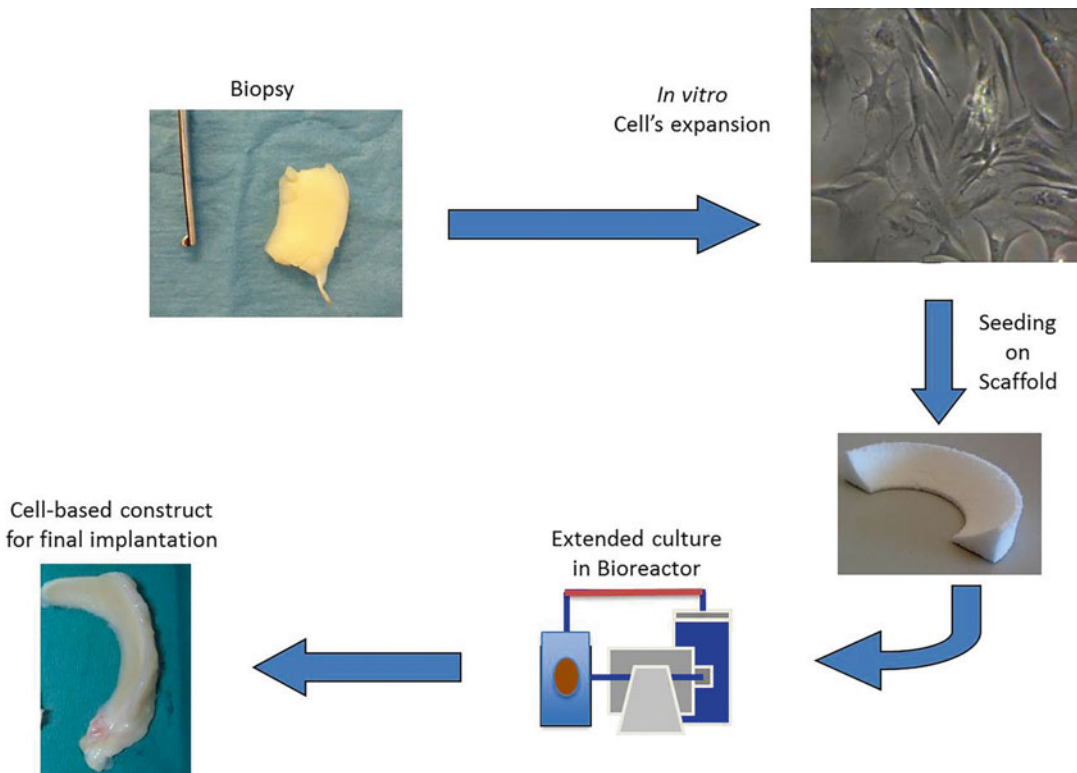 Biopsy
In vitro
Cell's expansion
Seeding
on
Scaffold
Extended culture
in Bioreactor
Cell-based construct
for final implantation